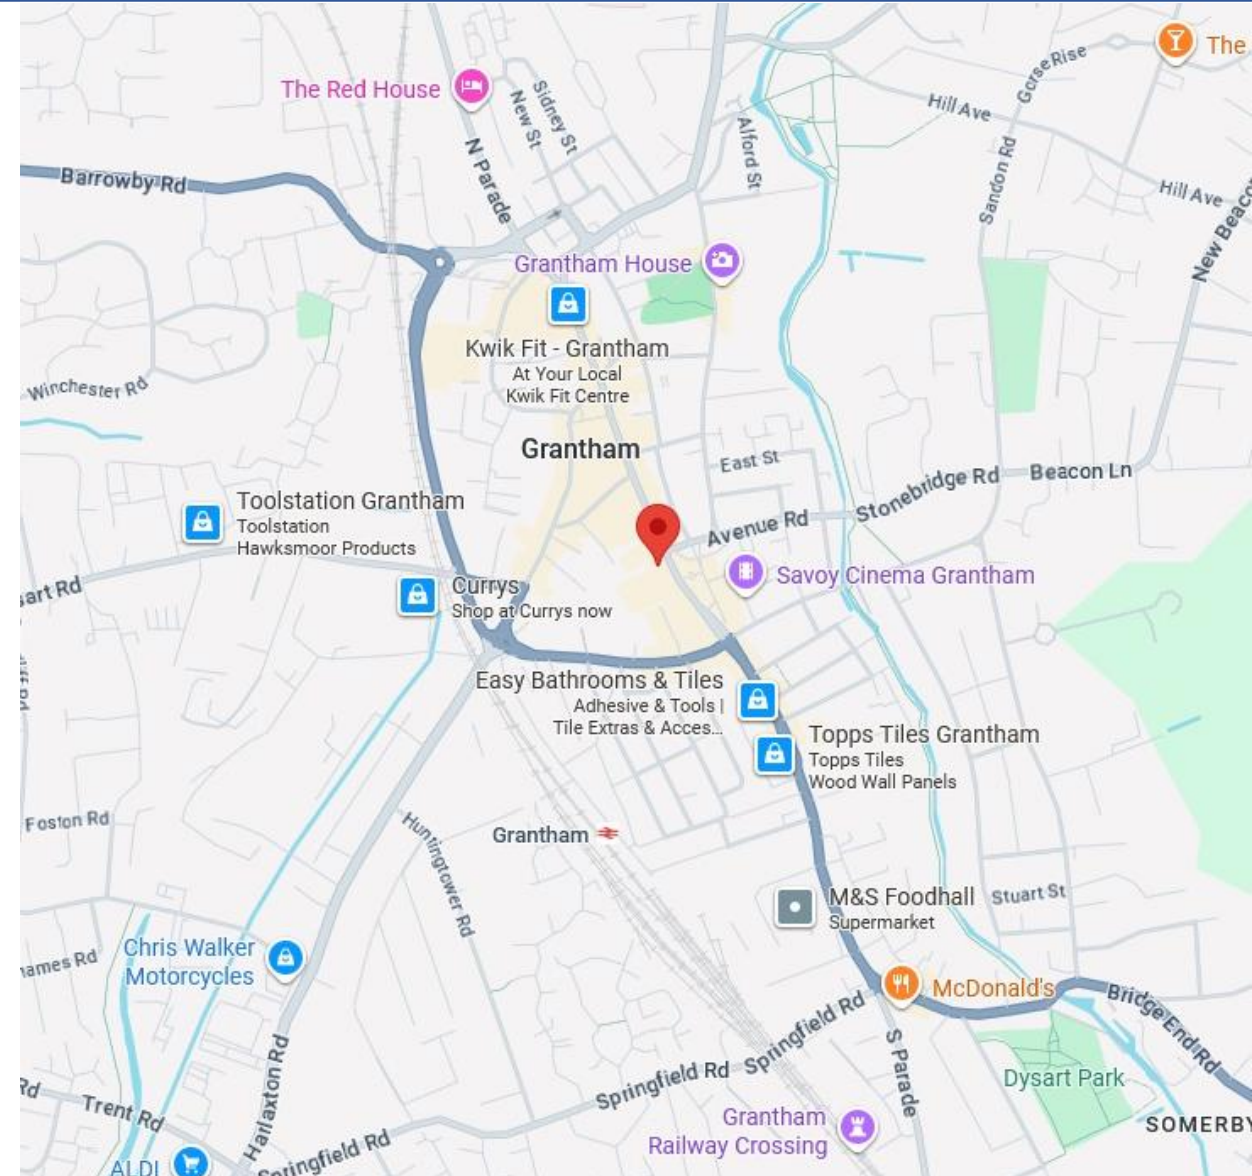 The
The Red House
Sidney St
New St
N Parade
Alford St
Gorse Rise
Hill Ave
Sandon Rd
Hill Ave
Barrowby Rd
Grantham House
Kwik Fit - Grantham
At Your Local
Kwik Fit Centre
Winchester Rd
Grantham
East St
Stonebridge Rd
Beacon Ln
Toolstation Grantham
Toolstation
Hawksmoor Products
Avenue Rd
Savoy Cinema Grantham
art Rd
Currys
Shop at Currys now
Easy Bathrooms & Tiles
Adhesive & Tools |
Tile Extras & Acces...
Topps Tiles Grantham
Topps Tiles
Wood Wall Panels
Foston Rd
Huntingtower Rd
Grantham
M&S Foodhall
Supermarket
Stuart St
Chris Walker
Motorcycles
ames Rd
McDonald's
Bridge End Rd
Springfield Rd
S Parade
Springfield Rd
Dysart Park
Rd
Trent Rd
Harlaxton Rd
Grantham
Railway Crossing
SOMERBY
Springfield Rd
ALDI
New Beaco